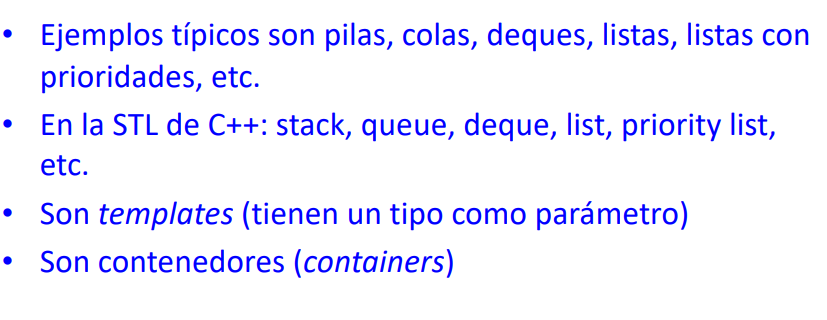 • Ejemplos típicos son pilas, colas, deques, listas, listas con
prioridades, etc.
• En la STL de C++: stack, queue, deque, list, priority list,
etc.
• Son templates (tienen un tipo como parámetro)
• Son contenedores (containers)